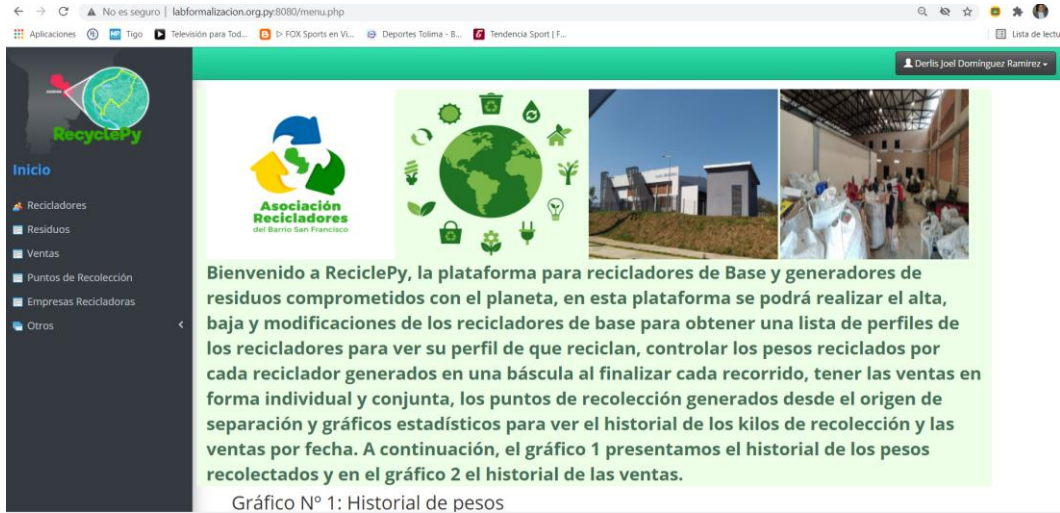 No es seguro | labformalizacion.org.py:8080/menu.php
Aplicaciones
Tigo
Televisión para Tod...
▷ FOX Sports en Vi...
Deportes Tolima - B...
Tendencia Sport | F...
Lista de lectu
Derlis Joel Domínguez Ramirez
RecyclePy
Inicio
Recicladores
Residuos
Ventas
Puntos de Recolección
Empresas Recicladoras
Otros
Asociación
Recicladores
del Barrio San Francisco
Bienvenido a ReciclePy, la plataforma para recicladores de Base y generadores de
residuos comprometidos con el planeta, en esta plataforma se podrá realizar el alta,
baja y modificaciones de los recicladores de base para obtener una lista de perfiles de
los recicladores para ver su perfil de que reciclan, controlar los pesos reciclados por
cada reciclador generados en una báscula al finalizar cada recorrido, tener las ventas en
forma individual y conjunta, los puntos de recolección generados desde el origen de
separación y gráficos estadísticos para ver el historial de los kilos de recolección y las
ventas por fecha. A continuación, el gráfico 1 presentamos el historial de los pesos
recolectados y en el gráfico 2 el historial de las ventas.
Gráfico Nº 1: Historial de pesos